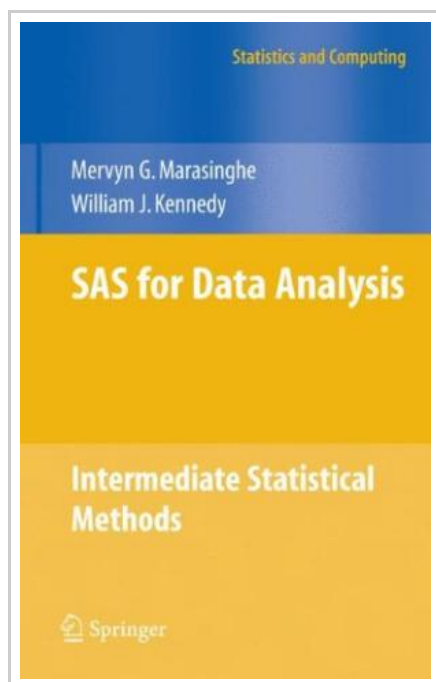 Statistics and Computing
Mervyn G. Marasinghe
William J. Kennedy
SAS for Data Analysis
Intermediate Statistical
Methods
Springer